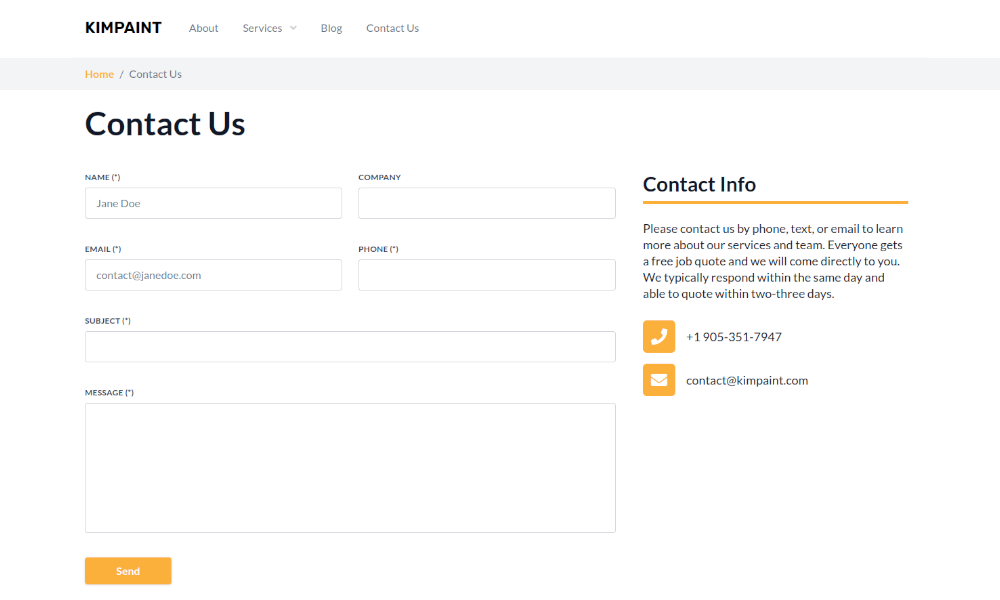 KIMPAINT About Services Blog Contact Us
Home / Contact Us
Contact Us
NAME (*) COMPANY
Jane Doe
EMAIL (*) PHONE (*)
contact@janedoe.com
SUBJECT (*)
MESSAGE (*)
Send
Contact Info
Please contact us by phone, text, or email to learn
more about our services and team. Everyone gets
a free job quote and we will come directly to you.
We typically respond within the same day and
able to quote within two-three days.
+1 905-351-7947
contact@kimpaint.com